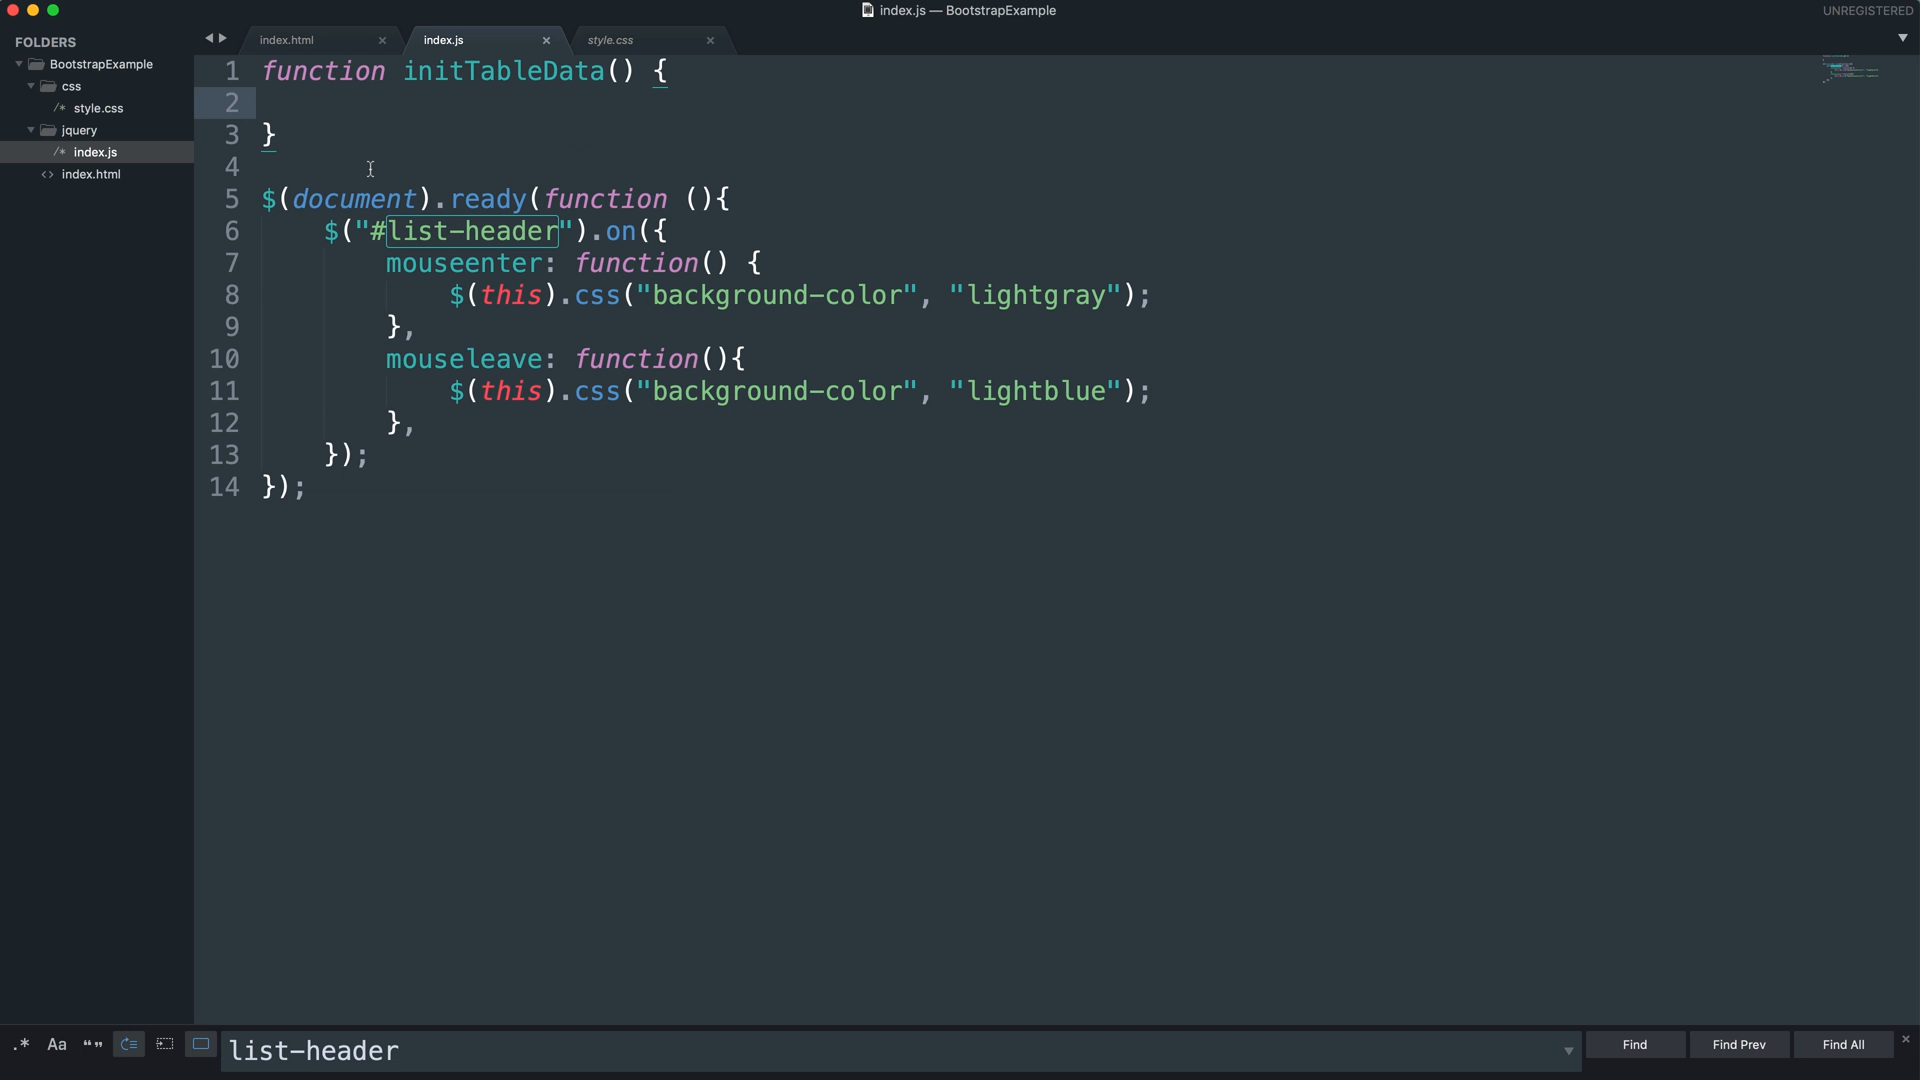 index.js — BootstrapExample
UNREGISTERED
FOLDERS
BootstrapExample
css
/* style.css
jquery
/* index.js
<> index.html
index.html ×
index.js ×
style.css ×
1 function initTableData() {
2
3 }
4
5 $(document).ready(function (){
6 $("#list-header").on({
7 mouseenter: function() {
8 $(this).css("background-color", "lightgray");
9 },
10 mouseleave: function(){
11 $(this).css("background-color", "lightblue");
12 },
13 });
14 });
.* Aa “” list-header
Find
Find Prev
Find All
×